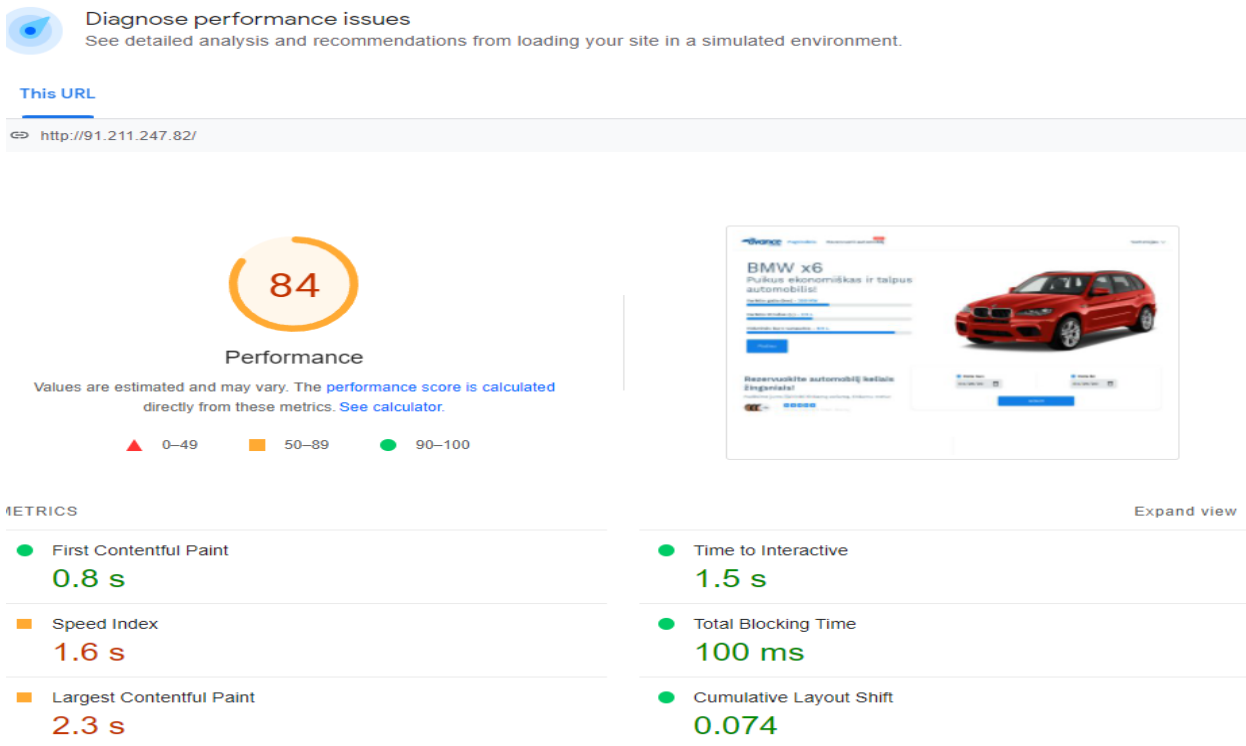 Diagnose performance issues
See detailed analysis and recommendations from loading your site in a simulated environment.
This URL
http://91.211.247.82/
84
Performance
Values are estimated and may vary. The performance score is calculated
directly from these metrics. See calculator.
0–49
50–89
90–100
BMW x6
Puikus ekonomiškas ir talpus
automobilis!
Rezervuokite automobilį keliais
žingsniais!
METRICS
Expand view
First Contentful Paint
0.8 s
Time to Interactive
1.5 s
Speed Index
1.6 s
Total Blocking Time
100 ms
Largest Contentful Paint
2.3 s
Cumulative Layout Shift
0.074